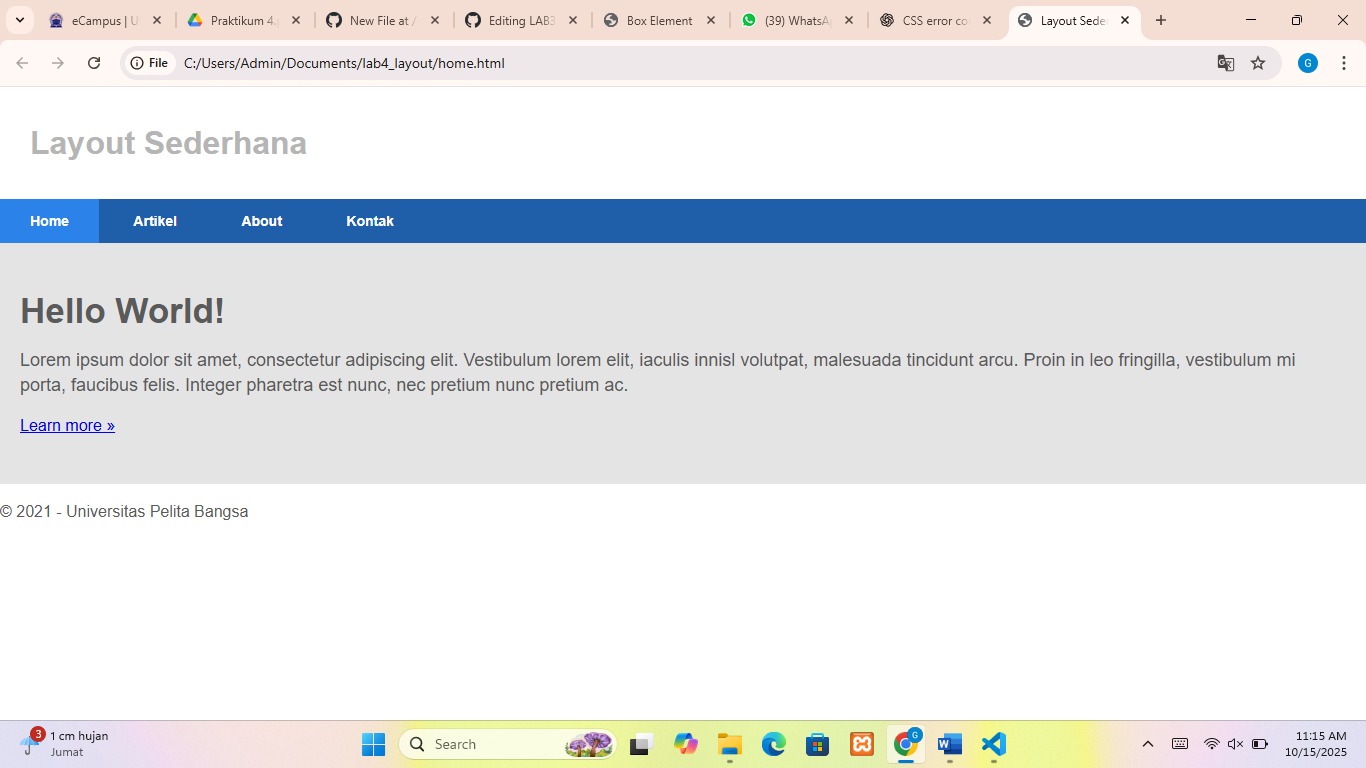 eCampus | U
Praktikum 4.
New File at /
Editing LAB3
Box Element
(39) WhatsA
CSS error co
Layout Sede
File
C:/Users/Admin/Documents/lab4_layout/home.html
G
Layout Sederhana
Home
Artikel
About
Kontak
Hello World!
Lorem ipsum dolor sit amet, consectetur adipiscing elit. Vestibulum lorem elit, iaculis innisl volutpat, malesuada tincidunt arcu. Proin in leo fringilla, vestibulum mi
porta, faucibus felis. Integer pharetra est nunc, nec pretium nunc pretium ac.
Learn more »
© 2021 - Universitas Pelita Bangsa
3
1 cm hujan
Jumat
Search
G
11:15 AM
10/15/2025